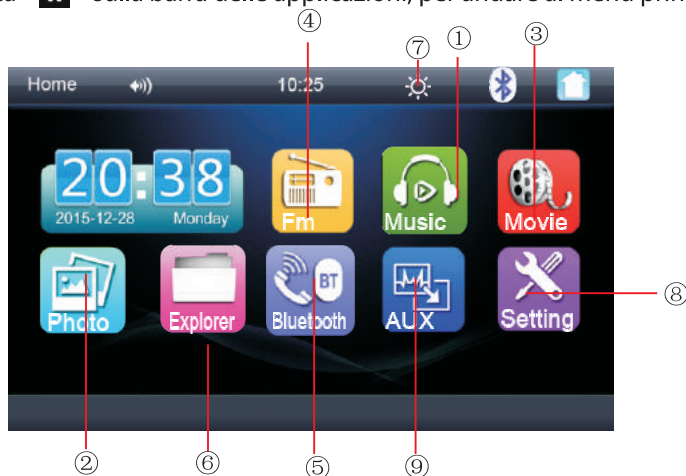 sulla barra delle applicazioni, per andare al menu prin
④
⑦
①
③
Home 10:25
20:38
2015-12-28 Monday
Fm
Music
Movie
Photo
Explorer
BT
Bluetooth
AUX
Setting
⑧
②
⑥
⑤
⑨